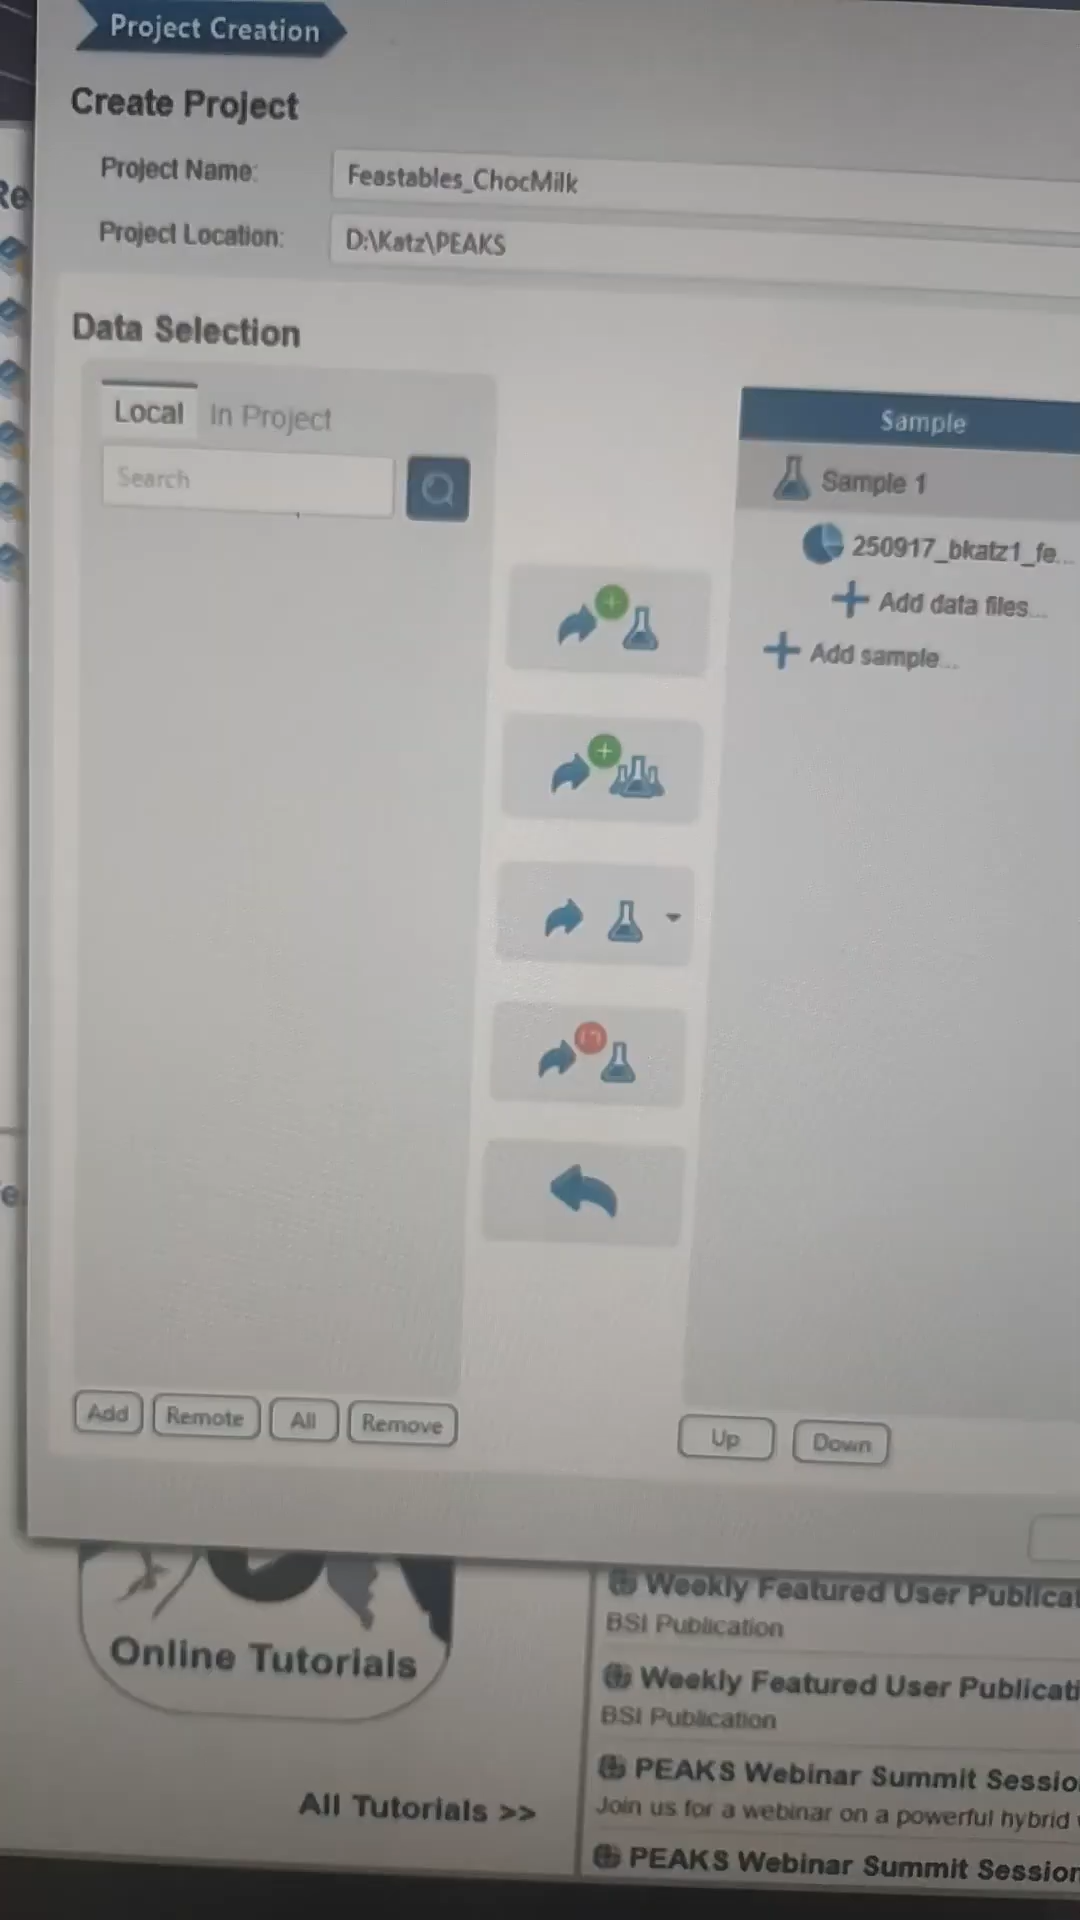 Project Creation
Create Project
Project Name:
Feastables_ChocMilk
Project Location:
D:\Katz\PEAKS
Data Selection
Local
In Project
Search
Sample
Sample 1
250917_bkatz1_fe...
Add data files...
Add sample...
Add
Remote
All
Remove
Up
Down
Online Tutorials
All Tutorials >>
Weekly Featured User Publicat
BSI Publication
Weekly Featured User Publicati
BSI Publication
PEAKS Webinar Summit Sessio
Join us for a webinar on a powerful hybrid
PEAKS Webinar Summit Session